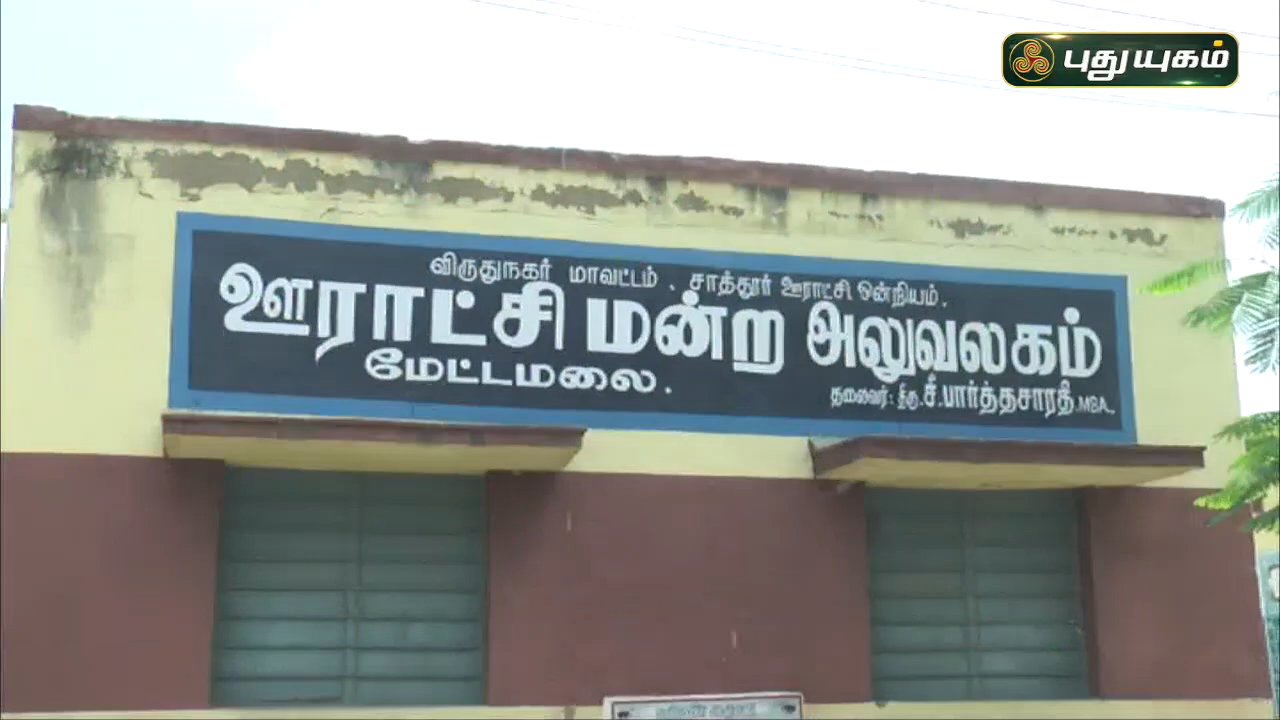 புதுயுகம்
விருதுநகர் மாவட்டம் . சாத்தூர் ஊராட்சி ஒன்றியம் .
ஊராட்சி மன்ற அலுவலகம்
மேட்டமலை .
தலைவர்: திரு. சீ. பார்த்தசாரதி .MBA.,